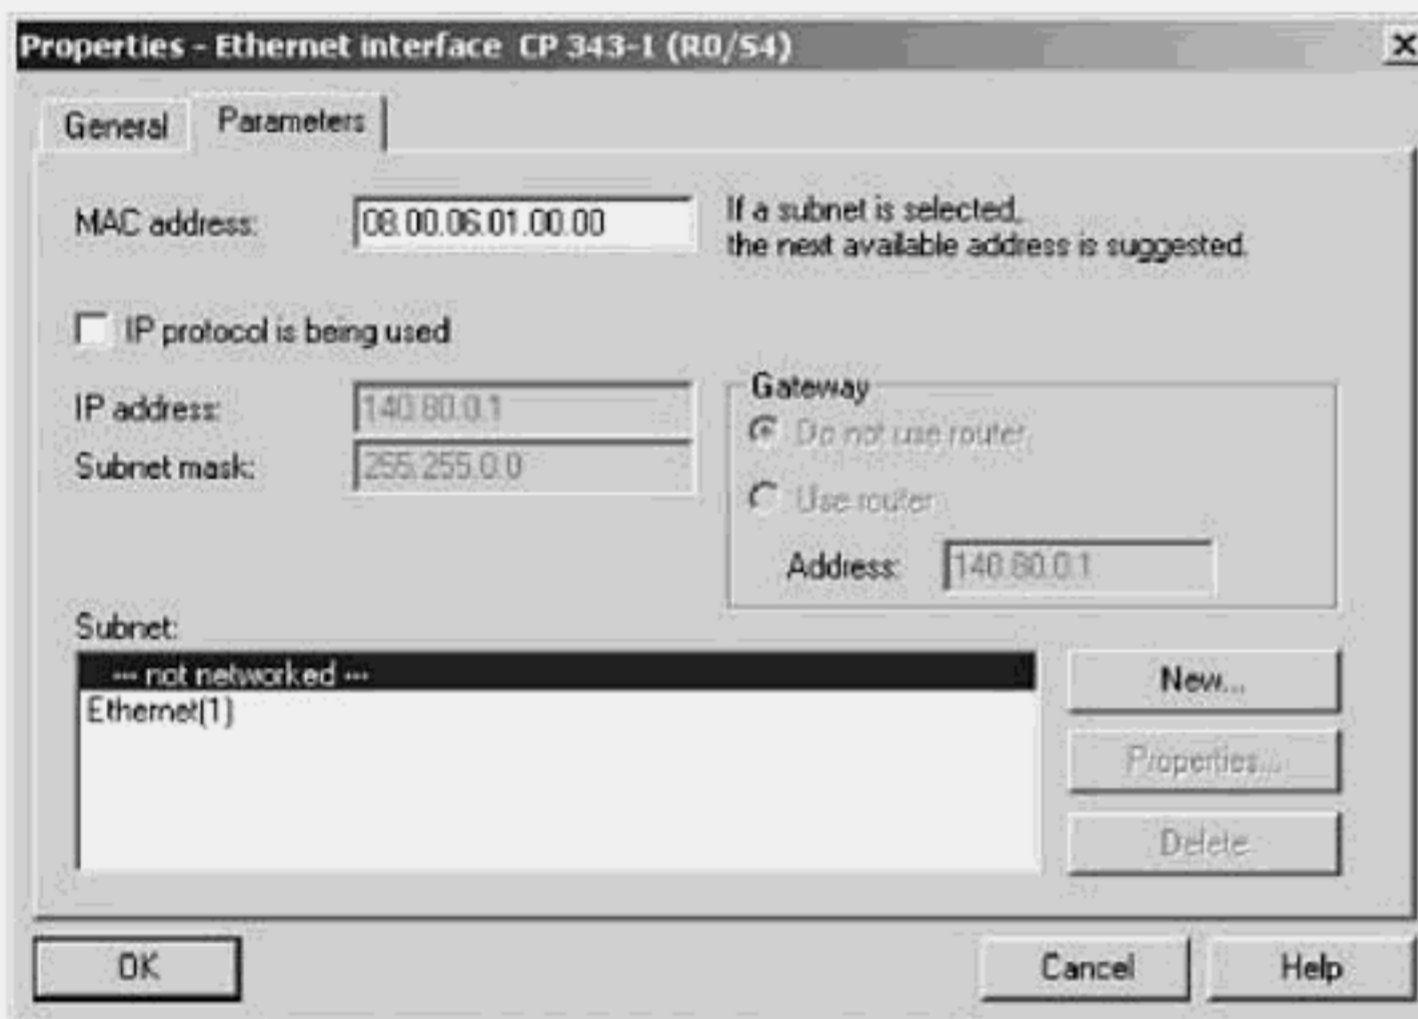 Properties - Ethernet interface CP 343-1 (R0/S4)
General Parameters
MAC address: 08.00.06.01.00.00
If a subnet is selected,
the next available address is suggested.
IP protocol is being used
IP address: 140.80.0.1
Subnet mask: 255.255.0.0
Gateway
Do not use router
Use router
Address: 140.80.0.1
Subnet:
--- not networked ---
Ethernet(1)
New...
Properties...
Delete
OK Cancel Help